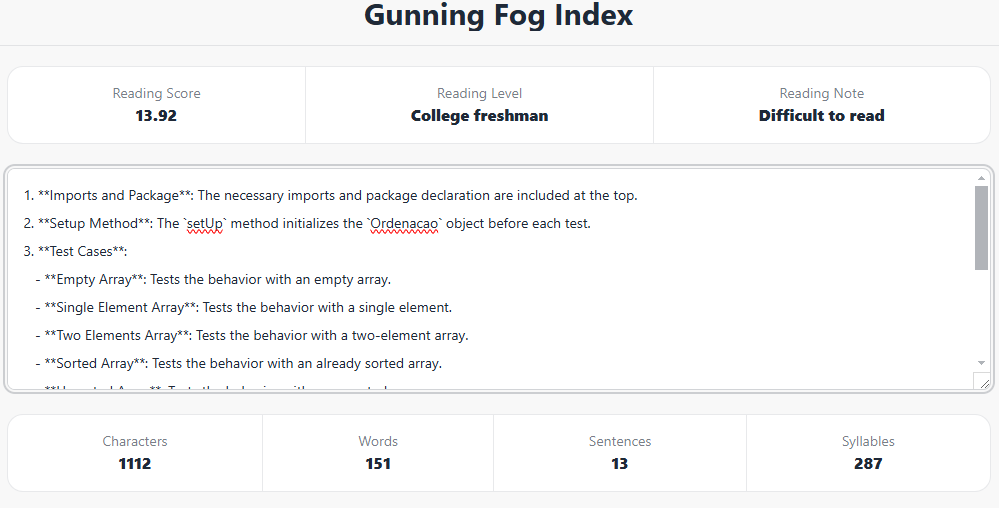 Gunning Fog Index
Reading Score
13.92
Reading Level
College freshman
Reading Note
Difficult to read
1. **Imports and Package**: The necessary imports and package declaration are included at the top.
2. **Setup Method**: The `setUp` method initializes the `Ordenacao` object before each test.
3. **Test Cases**:
- **Empty Array**: Tests the behavior with an empty array.
- **Single Element Array**: Tests the behavior with a single element.
- **Two Elements Array**: Tests the behavior with a two-element array.
- **Sorted Array**: Tests the behavior with an already sorted array.
Characters
1112
Words
151
Sentences
13
Syllables
287